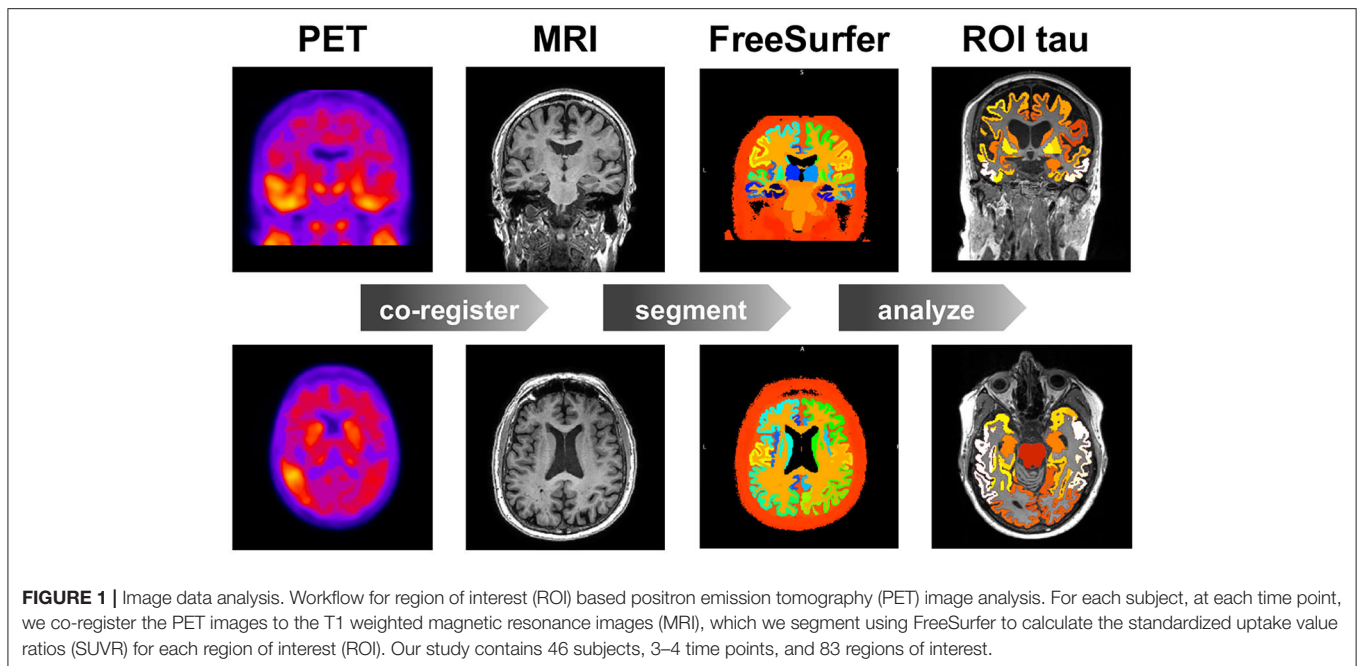 PET MRI FreeSurfer ROI tau
S
L
co-register segment analyze
A
L
FIGURE 1 | Image data analysis. Workflow for region of interest (ROI) based positron emission tomography (PET) image analysis. For each subject, at each time point,
we co-register the PET images to the T1 weighted magnetic resonance images (MRI), which we segment using FreeSurfer to calculate the standardized uptake value
ratios (SUVR) for each region of interest (ROI). Our study contains 46 subjects, 3–4 time points, and 83 regions of interest.